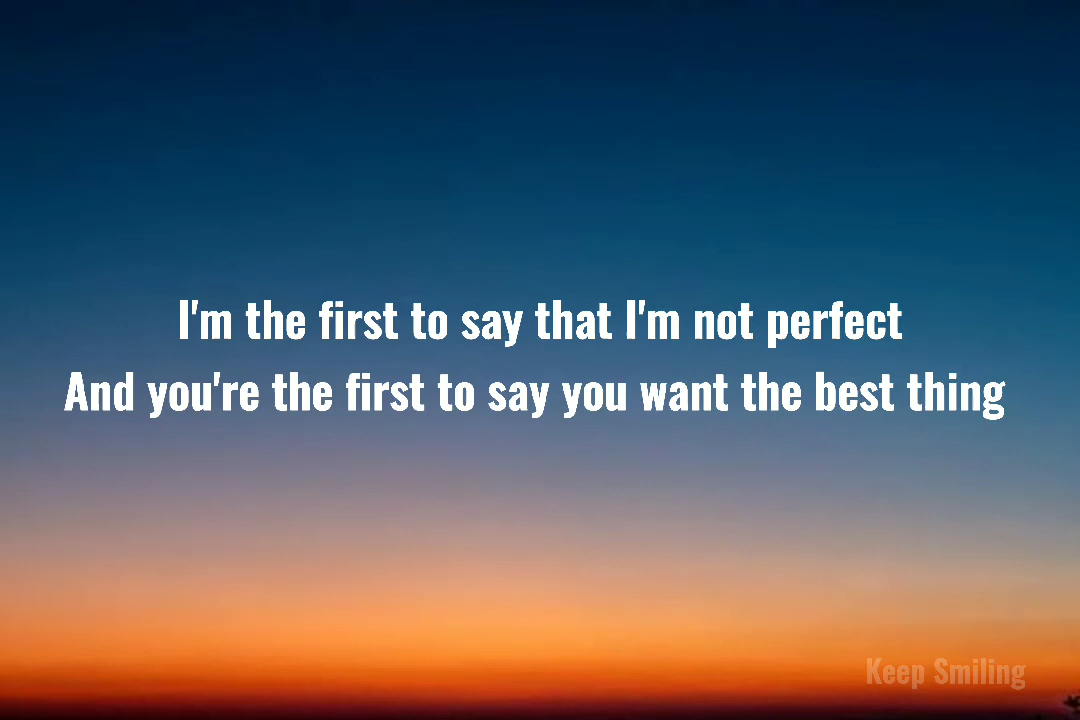 I'm the first to say that I'm not perfect
And you're the first to say you want the best thing
Keep Smiling